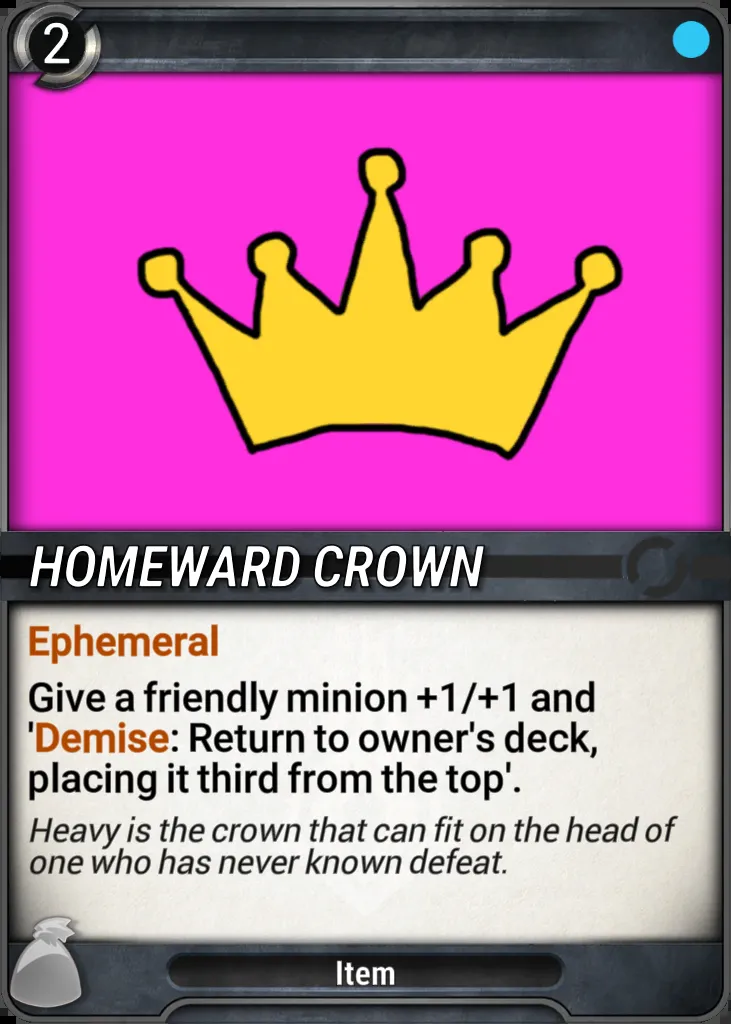 2
HOMEWARD CROWN
Ephemeral
Give a friendly minion +1/+1 and
'Demise: Return to owner's deck,
placing it third from the top'.
Heavy is the crown that can fit on the head of
one who has never known defeat.
Item